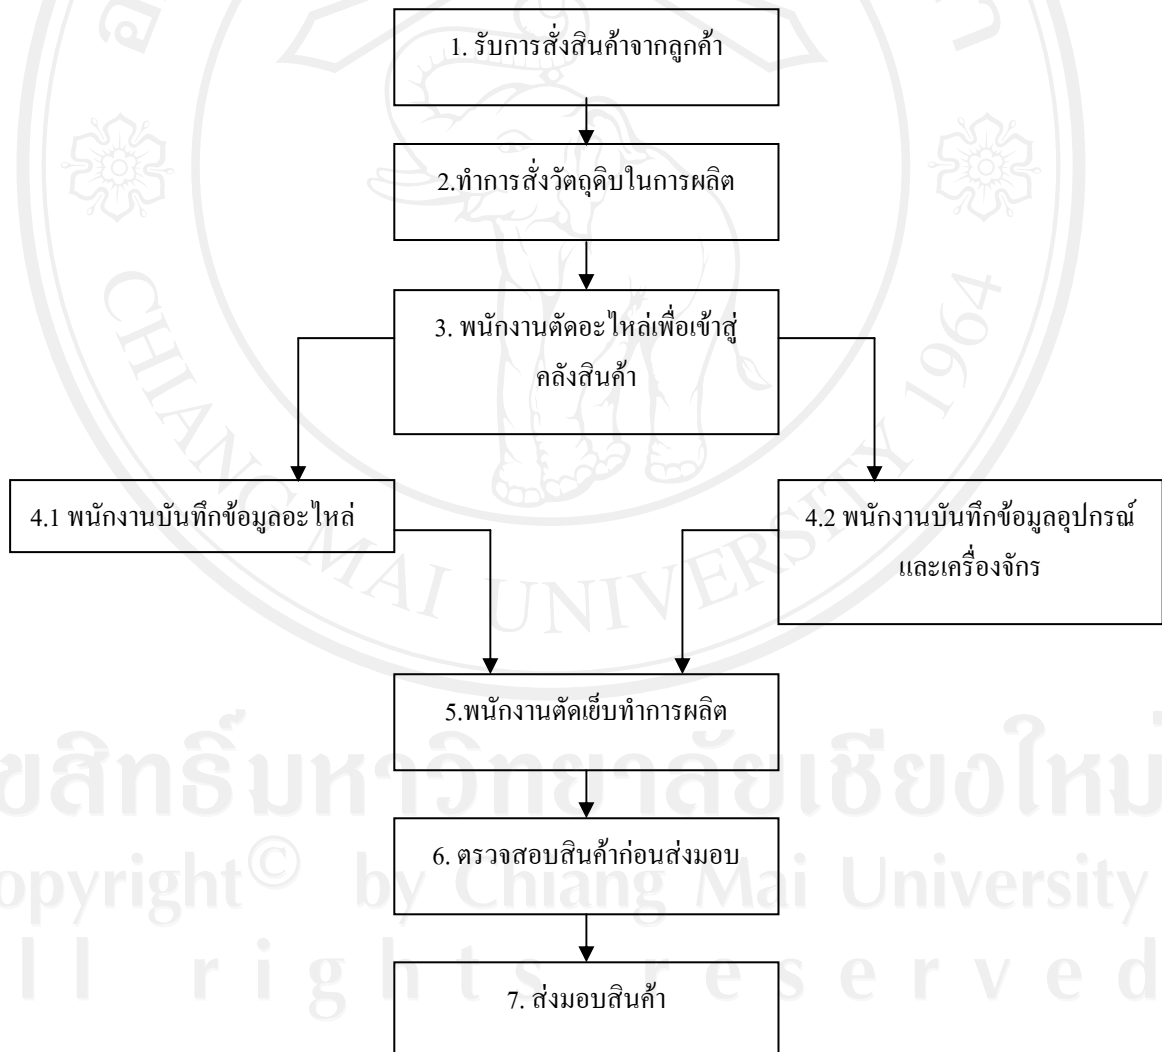 1. รับการสั่งสินค้าจากลูกค้า
2.ทำการสั่งวัตถุดิบในการผลิต
3. พนักงานตัดอะไหล่เพื่อเข้าสู่
คลังสินค้า
4.1 พนักงานบันทึกข้อมูลอะไหล่
4.2 พนักงานบันทึกข้อมูลอุปกรณ์
และเครื่องจักร
CHIANG MAI UNIVERSITY 1964
5.พนักงานตัดเย็บทำการผลิต
ขสิทธิ์มหาวิทยาลัยเชียงใหม่
6. ตรวจสอบสินค้าก่อนส่งมอบ
opyright© by Chiang Mai University
ll rights reserved
7. ส่งมอบสินค้า